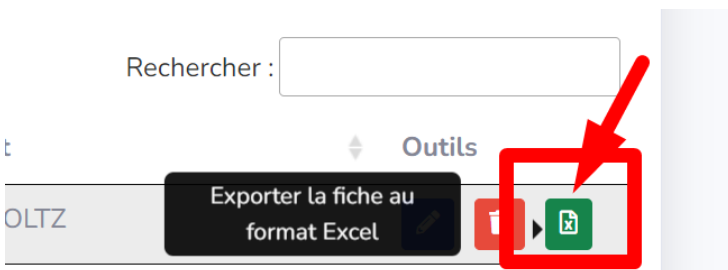 Rechercher :
t
Outils
OLTZ
Exporter la fiche au
format Excel